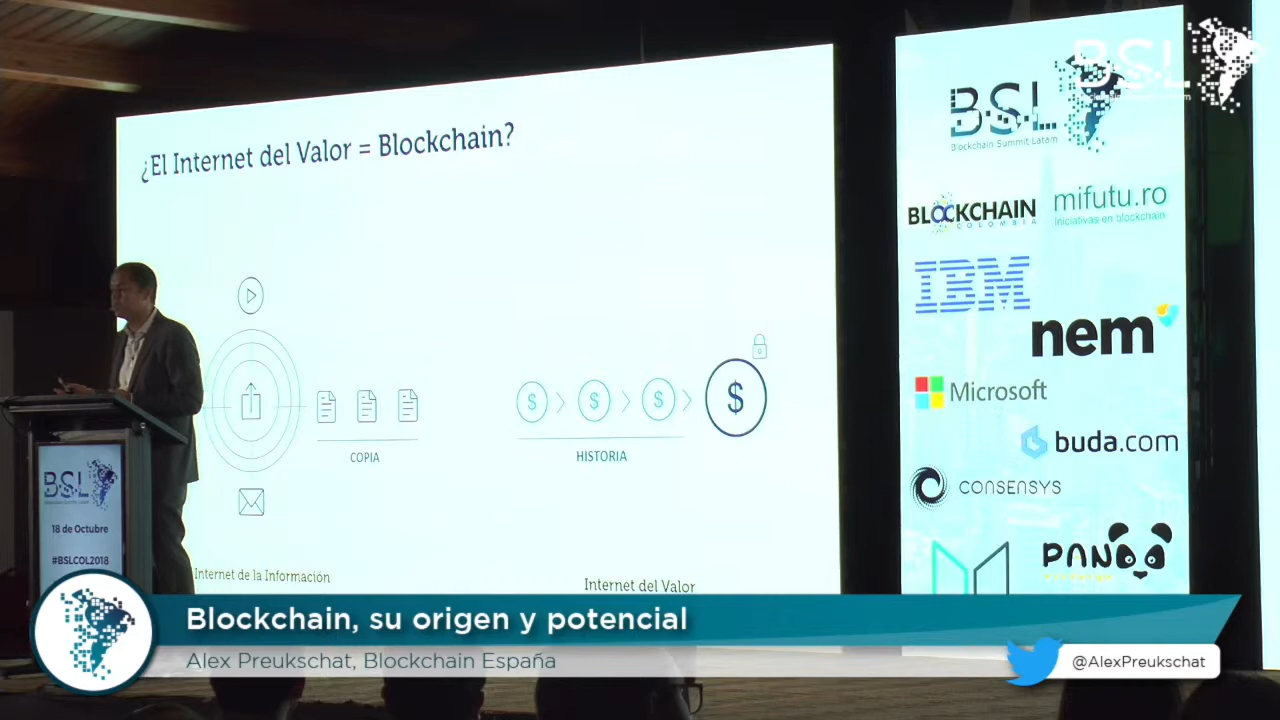 ¿El Internet del Valor = Blockchain?
COPIA
HISTORIA
$
$
$
$
Internet de la Información
Internet del Valor
BSL
BSL
Blockchain Summit Latam
BLOCKCHAIN
COLOMBIA
mifutu.ro
iniciativas en blockchain
IBM
nem
Microsoft
buda.com
CONSENSYS
PANDA
BSL
18 de Octubre
#BSLCOL2018
Blockchain, su origen y potencial
Alex Preukschat, Blockchain España
@AlexPreukschat